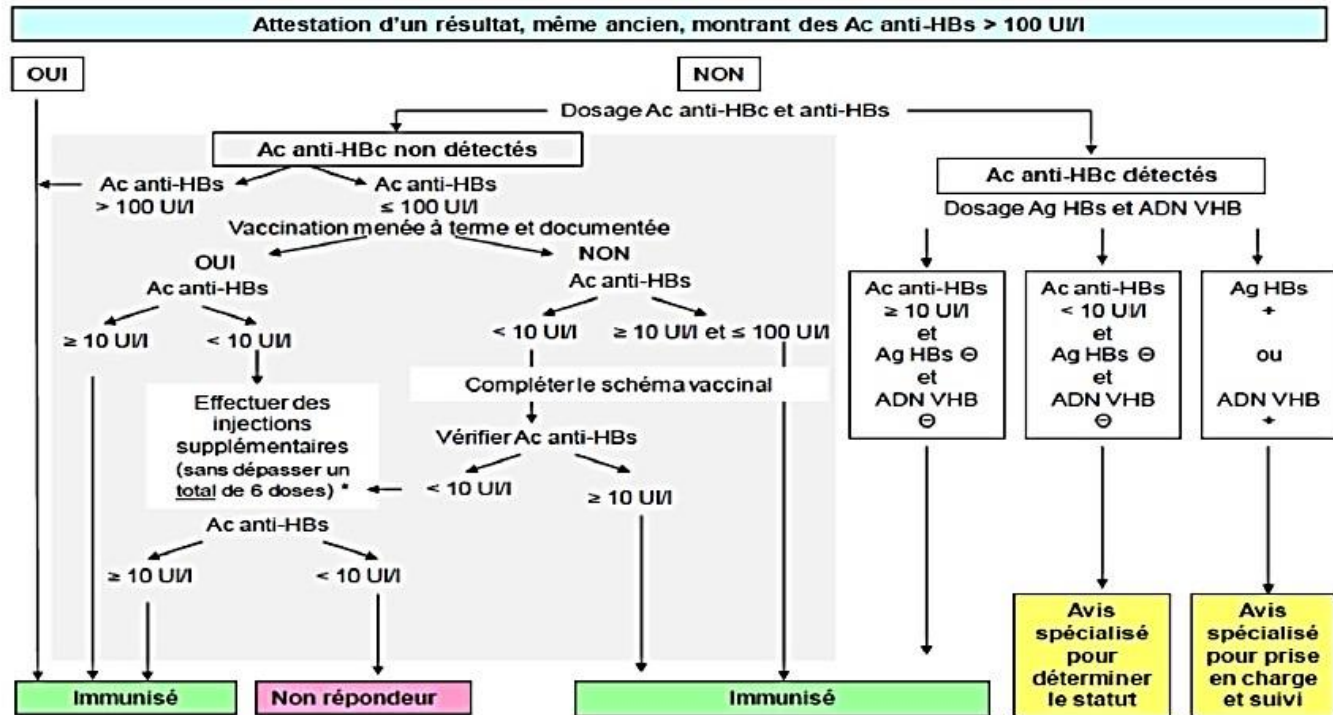 Attestation d'un résultat, même ancien, montrant des Ac anti-HBs > 100 UI/l
OUI
NON
Dosage Ac anti-HBc et anti-HBs
Ac anti-HBc non détectés
Ac anti-HBs
> 100 UI/l
Ac anti-HBs
≤ 100 UI/l
Vaccination menée à terme et documentée
OUI
Ac anti-HBs
≥ 10 UI/l
< 10 UI/l
Effectuer des
injections
supplémentaires
(sans dépasser un
total de 6 doses) *
NON
Ac anti-HBs
< 10 UI/l
≥ 10 UI/l et ≤ 100 UI/l
Compléter le schéma vaccinal
Vérifier Ac anti-HBs
< 10 UI/l
≥ 10 UI/l
Ac anti-HBs
≥ 10 UI/l
< 10 UI/l
Ac anti-HBc détectés
Dosage Ag HBs et ADN VHB
Ac anti-HBs
≥ 10 UI/l
et
Ag HBs ⊖
et
ADN VHB
⊖
Ac anti-HBs
< 10 UI/l
et
Ag HBs ⊖
et
ADN VHB
⊖
Ag HBs
+
ou
ADN VHB
+
Immunisé
Non répondeur
Immunisé
Avis
spécialisé
pour
déterminer
le statut
Avis
spécialisé
pour prise
en charge
et suivi